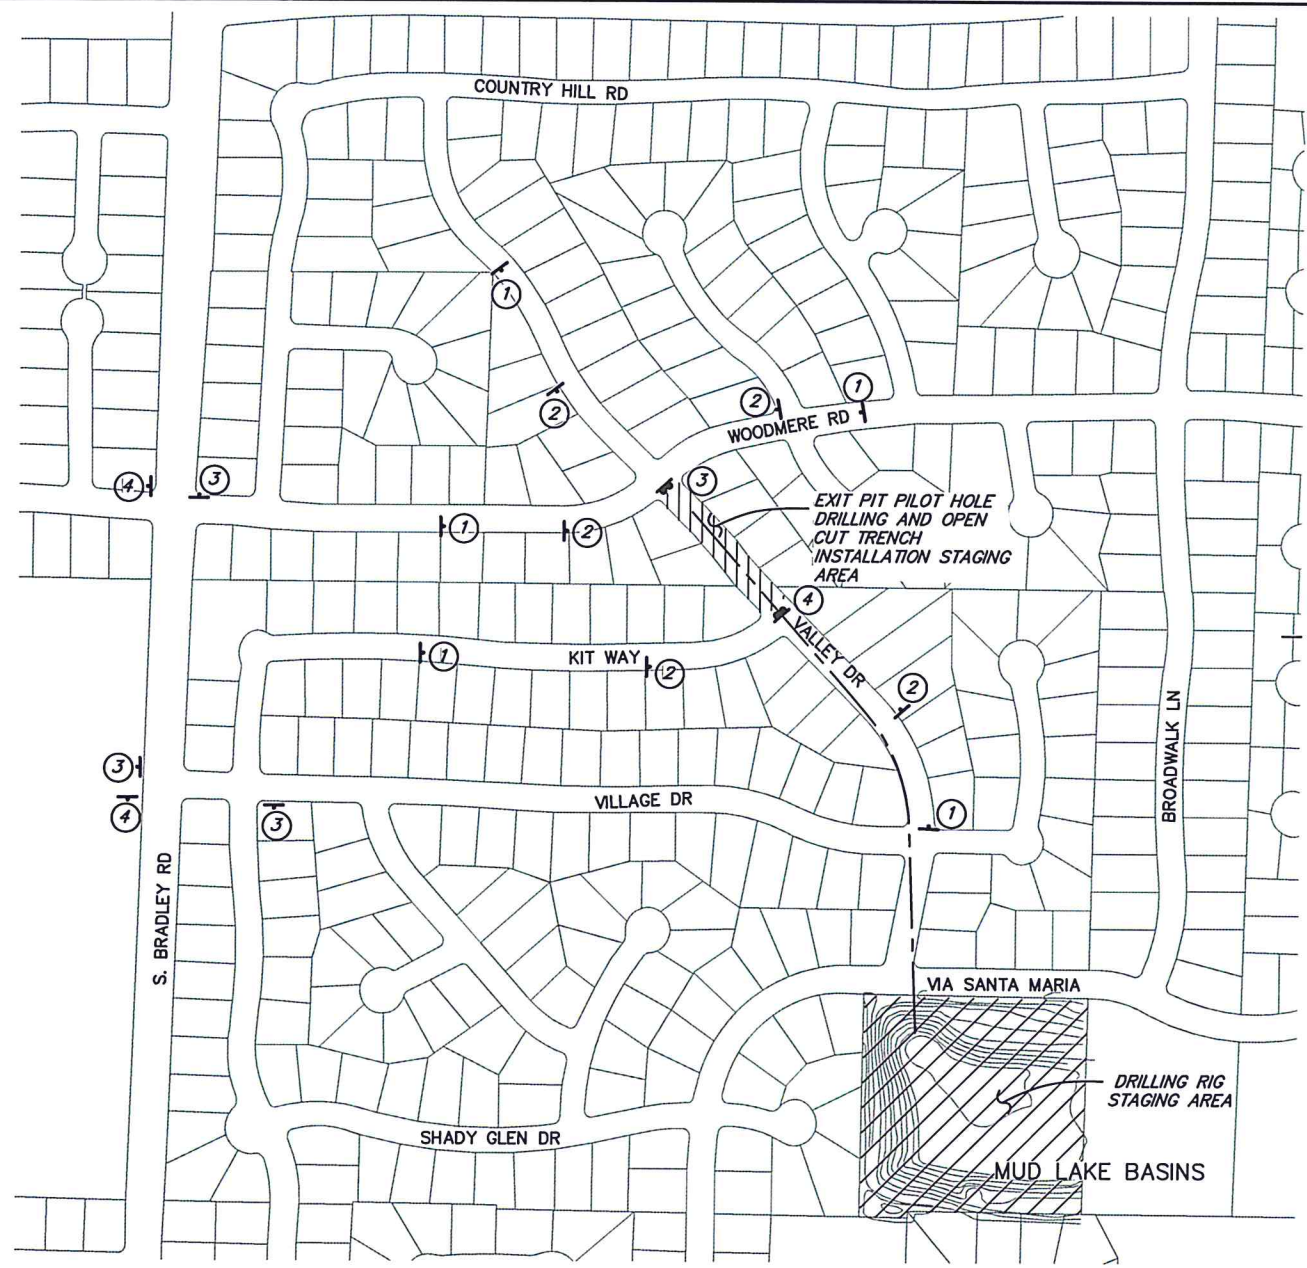 COUNTRY HILL RD
1
2
2
1
WOODMERE RD
4
3
3
1
2
EXIT PIT PILOT HOLE
DRILLING AND OPEN
CUT TRENCH
INSTALLATION STAGING
AREA
4
VALLEY DR
1
KIT WAY
2
2
BROADWALK LN
3
4
3
VILLAGE DR
1
S. BRADLEY RD
VIA SANTA MARIA
DRILLING RIG
STAGING AREA
SHADY GLEN DR
MUD LAKE BASINS